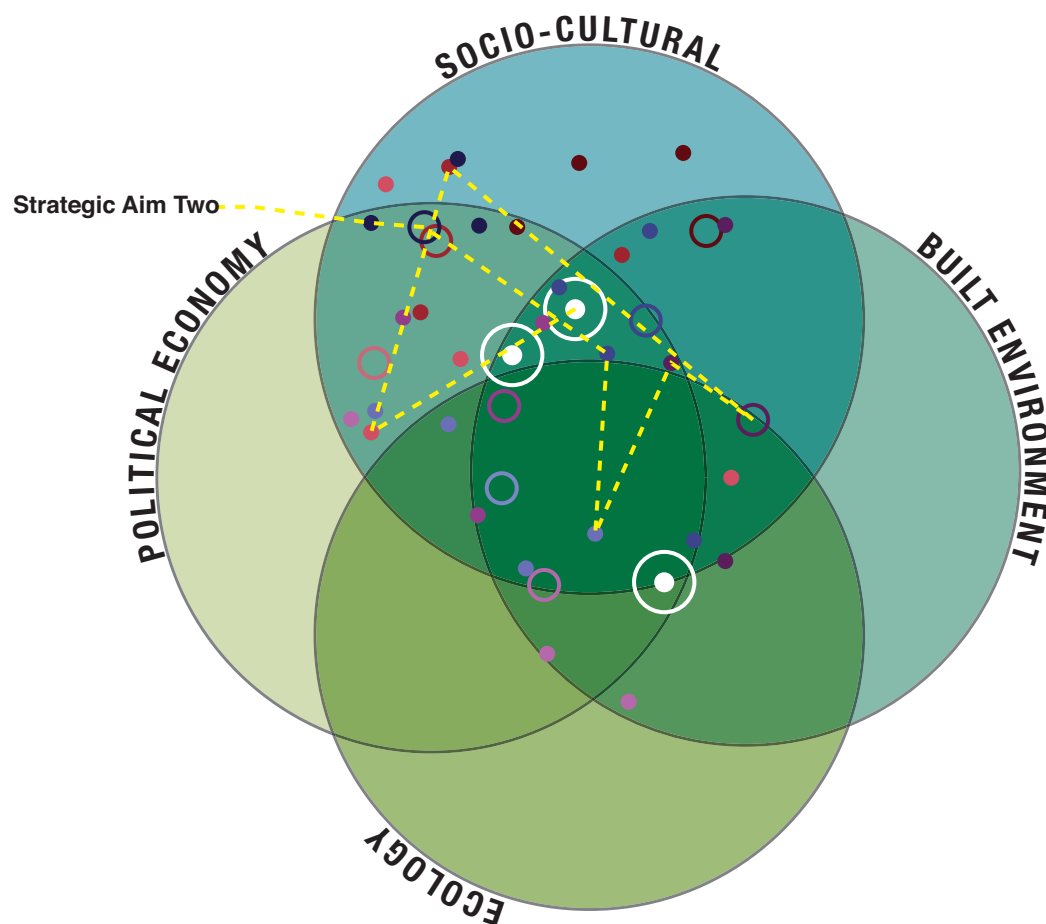 SOCIO-CULTURAL
Strategic Aim Two
POLITICAL ECONOMY
BUILT ENVIRONMENT
ECOLOGY